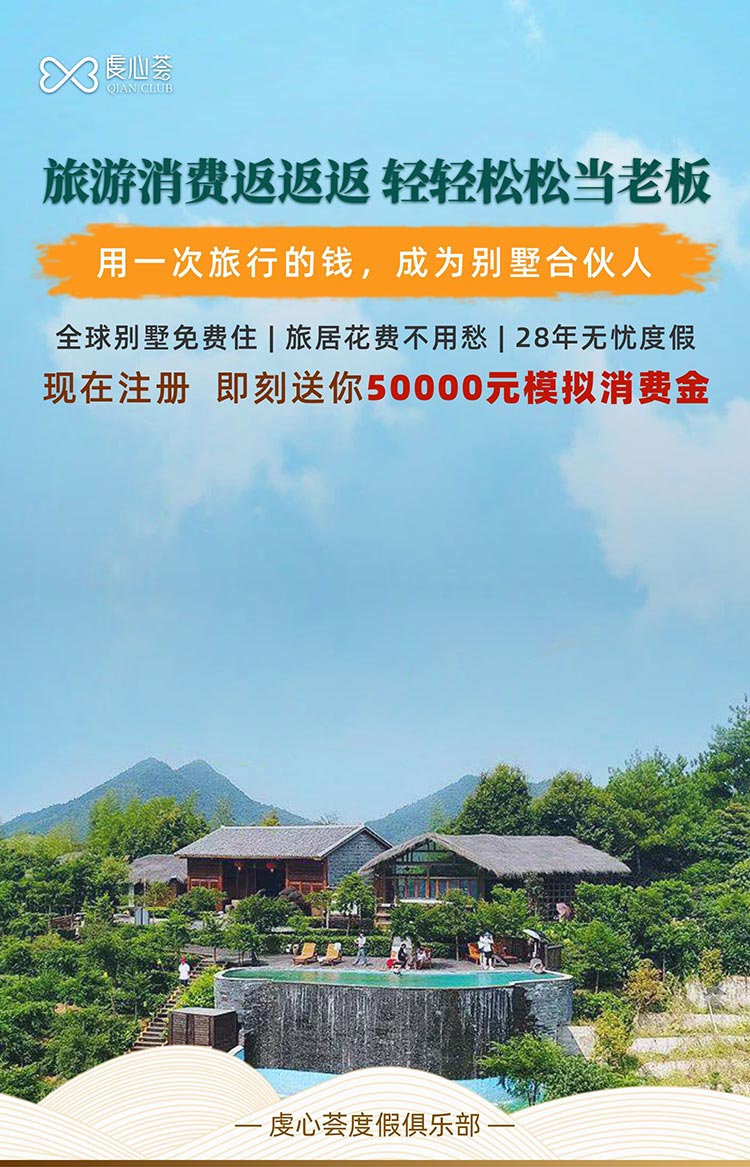 虔心荟
QIAN CLUB
旅游消费返返返 轻轻松松当老板
用一次旅行的钱，成为别墅合伙人
全球别墅免费住 | 旅居花费不用愁 | 28年无忧度假
现在注册 即刻送你50000元模拟消费金
— 虔心荟度假俱乐部 —